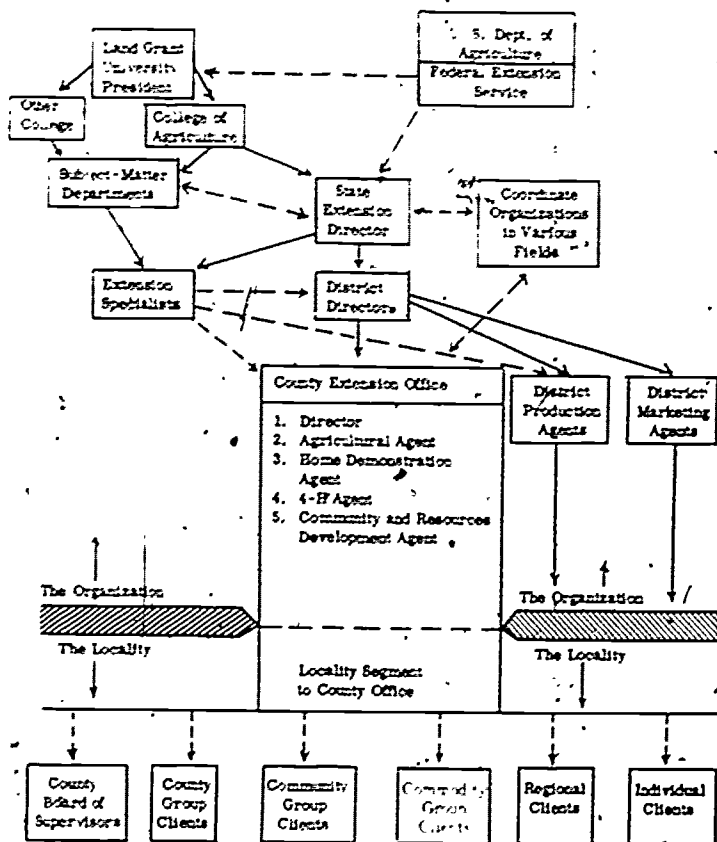 Land Grant
University
President
S. Dept. of
Agriculture
Federal Extension
Service
Other
College
College of
Agriculture
Subject-Matter
Departments
State
Extension
Director
Coordinate
Organizations
in Various
Fields
Extension
Specialists
District
Directors
County Extension Office
1. Director
2. Agricultural Agent
3. Home Demonstration
Agent
4. 4-H Agent
5. Community and Resources
Development Agent
District
Production
Agents
District
Marketing
Agents
The Organization
The Locality
The Organization
The Locality
Locality Segment
to County Office
County
Board of
Supervisors
County
Group
Clients
Community
Group
Clients
Commodity
Group
Clients
Regional
Clients
Individual
Clients